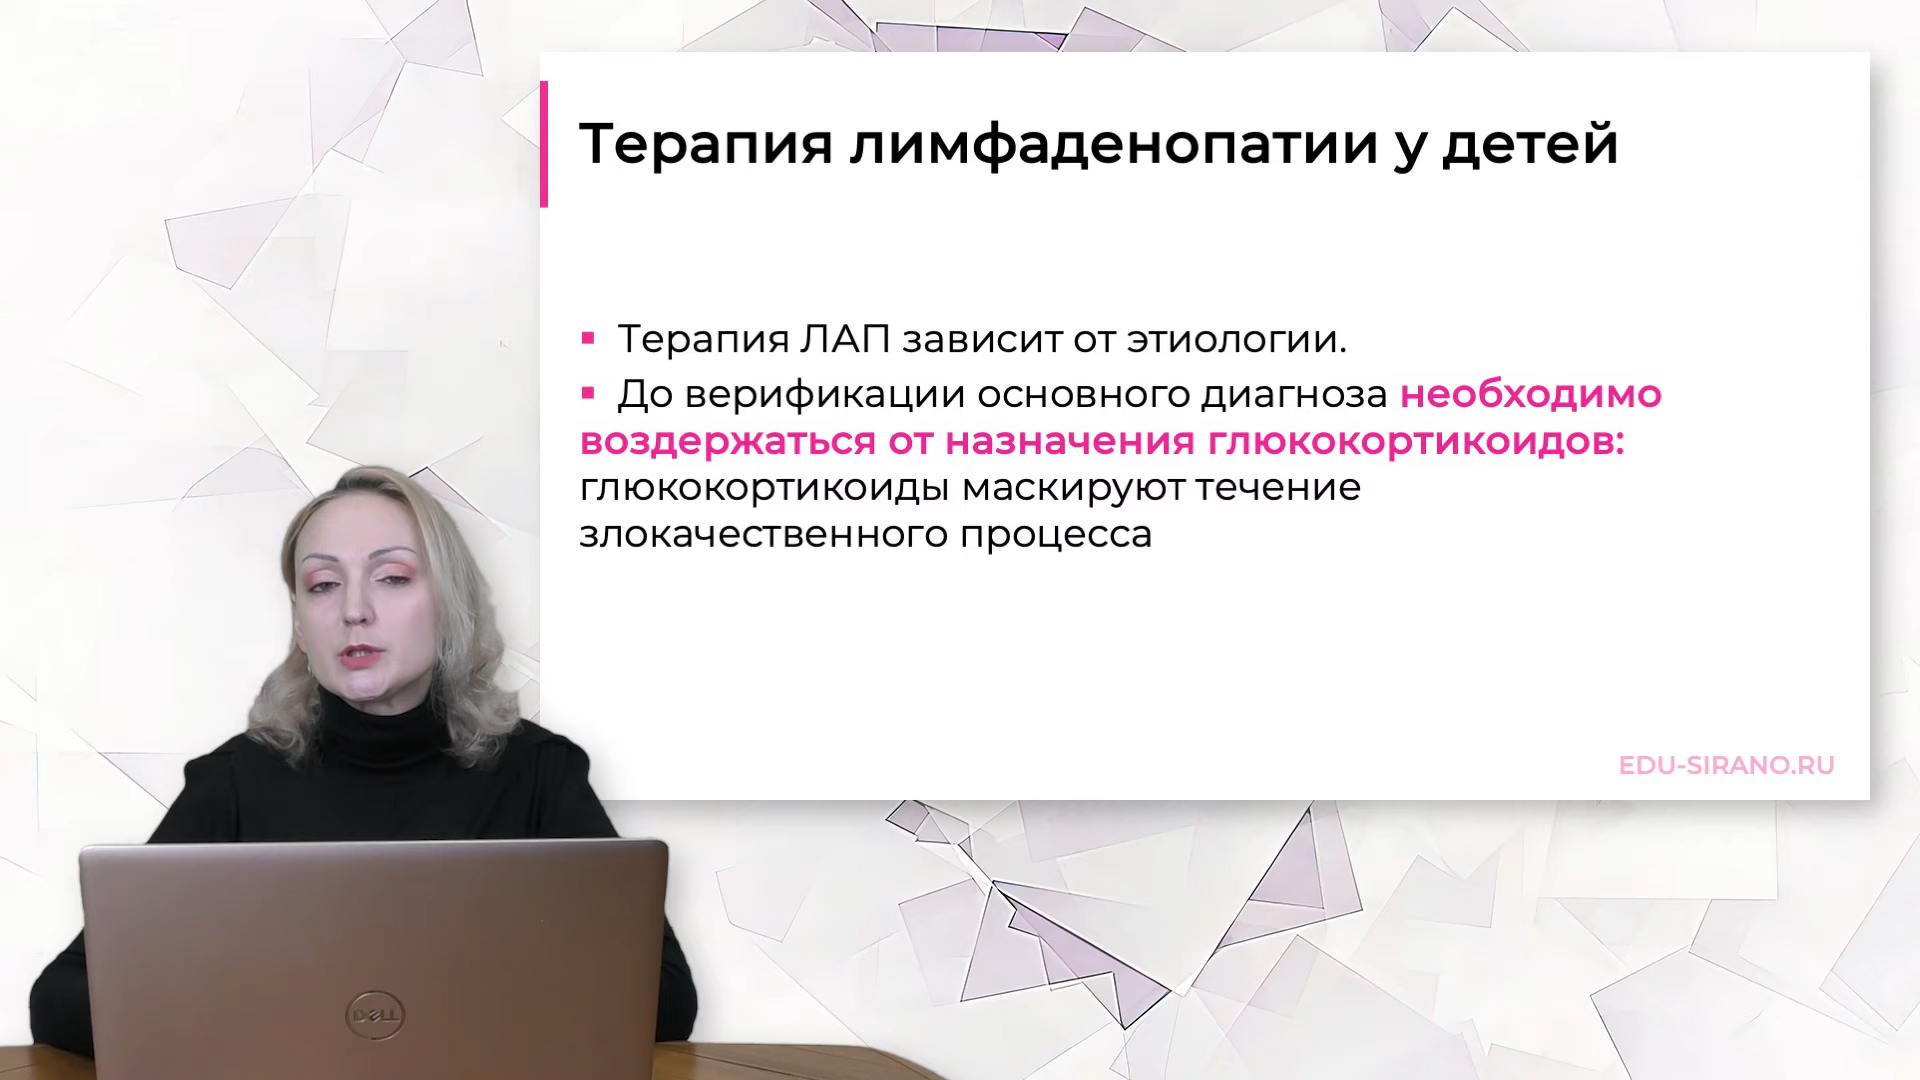 Терапия лимфаденопатии у детей
▪ Терапия ЛАП зависит от этиологии.
▪ До верификации основного диагноза необходимо
воздержаться от назначения глюкокортикоидов:
глюкокортикоиды маскируют течение
злокачественного процесса
EDU-SIRANO.RU
DELL